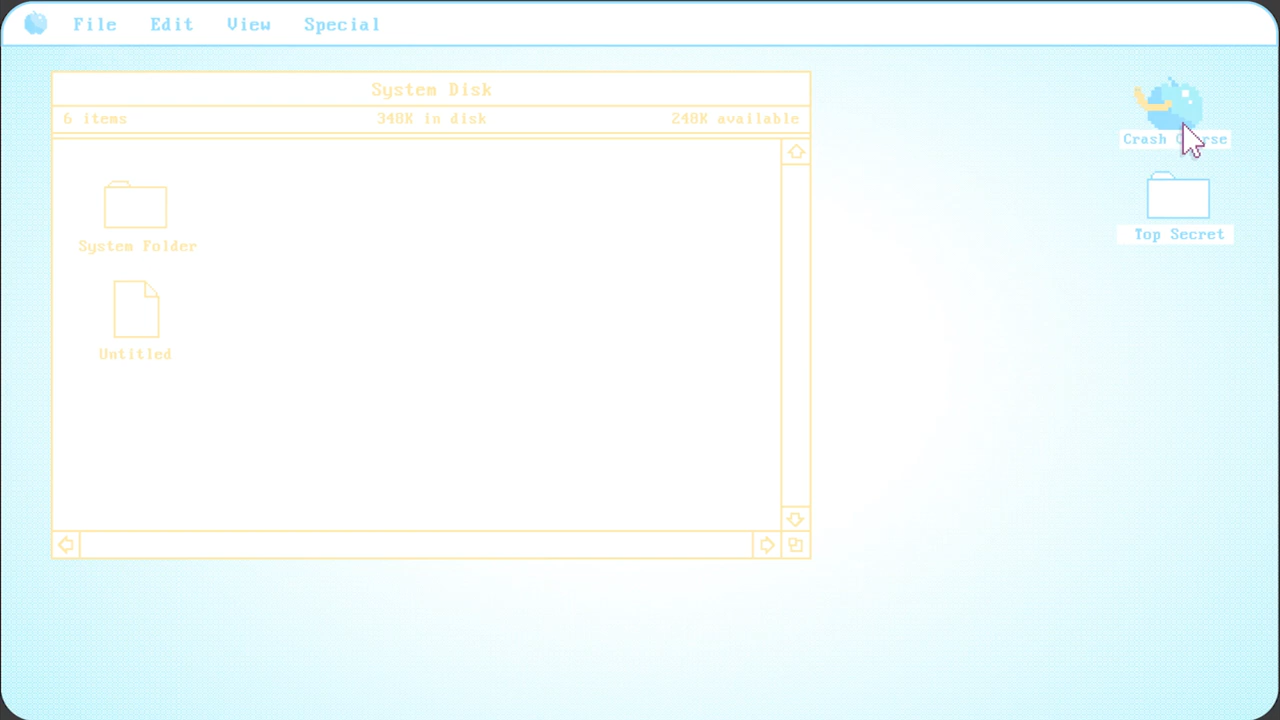 File Edit View Special
System Disk
6 items 348K in disk 248K available
Crash Course
System Folder
Top Secret
Untitled